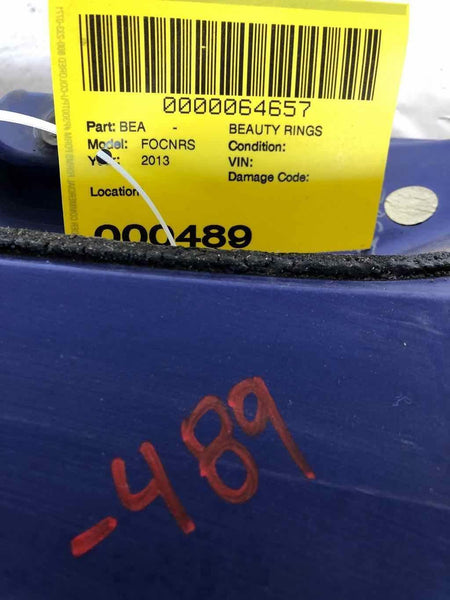 0000064657
Part: BEA - BEAUTY RINGS
Model: FOCNRS Condition:
Year: 2013 VIN:
Damage Code:
Location
000489
-489